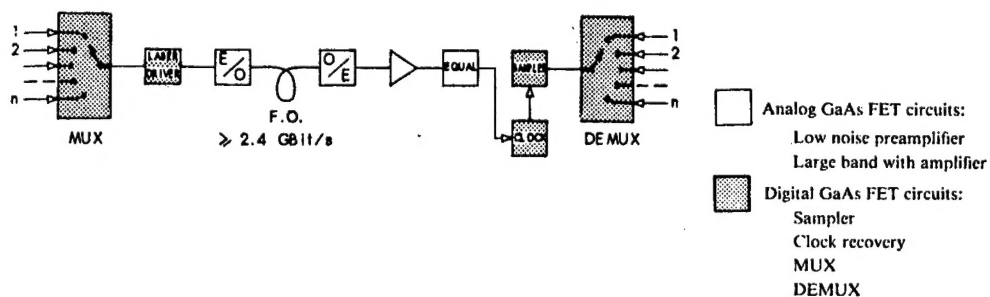 1
2
n
MUX
LASER
DRIVER
E/O
F.O.
≥ 2.4 GBit/s
O/E
EQUAL
SAMPLER
CLOCK
1
2
n
DEMUX
Analog GaAs FET circuits:
Low noise preamplifier
Large band with amplifier
Digital GaAs FET circuits:
Sampler
Clock recovery
MUX
DEMUX